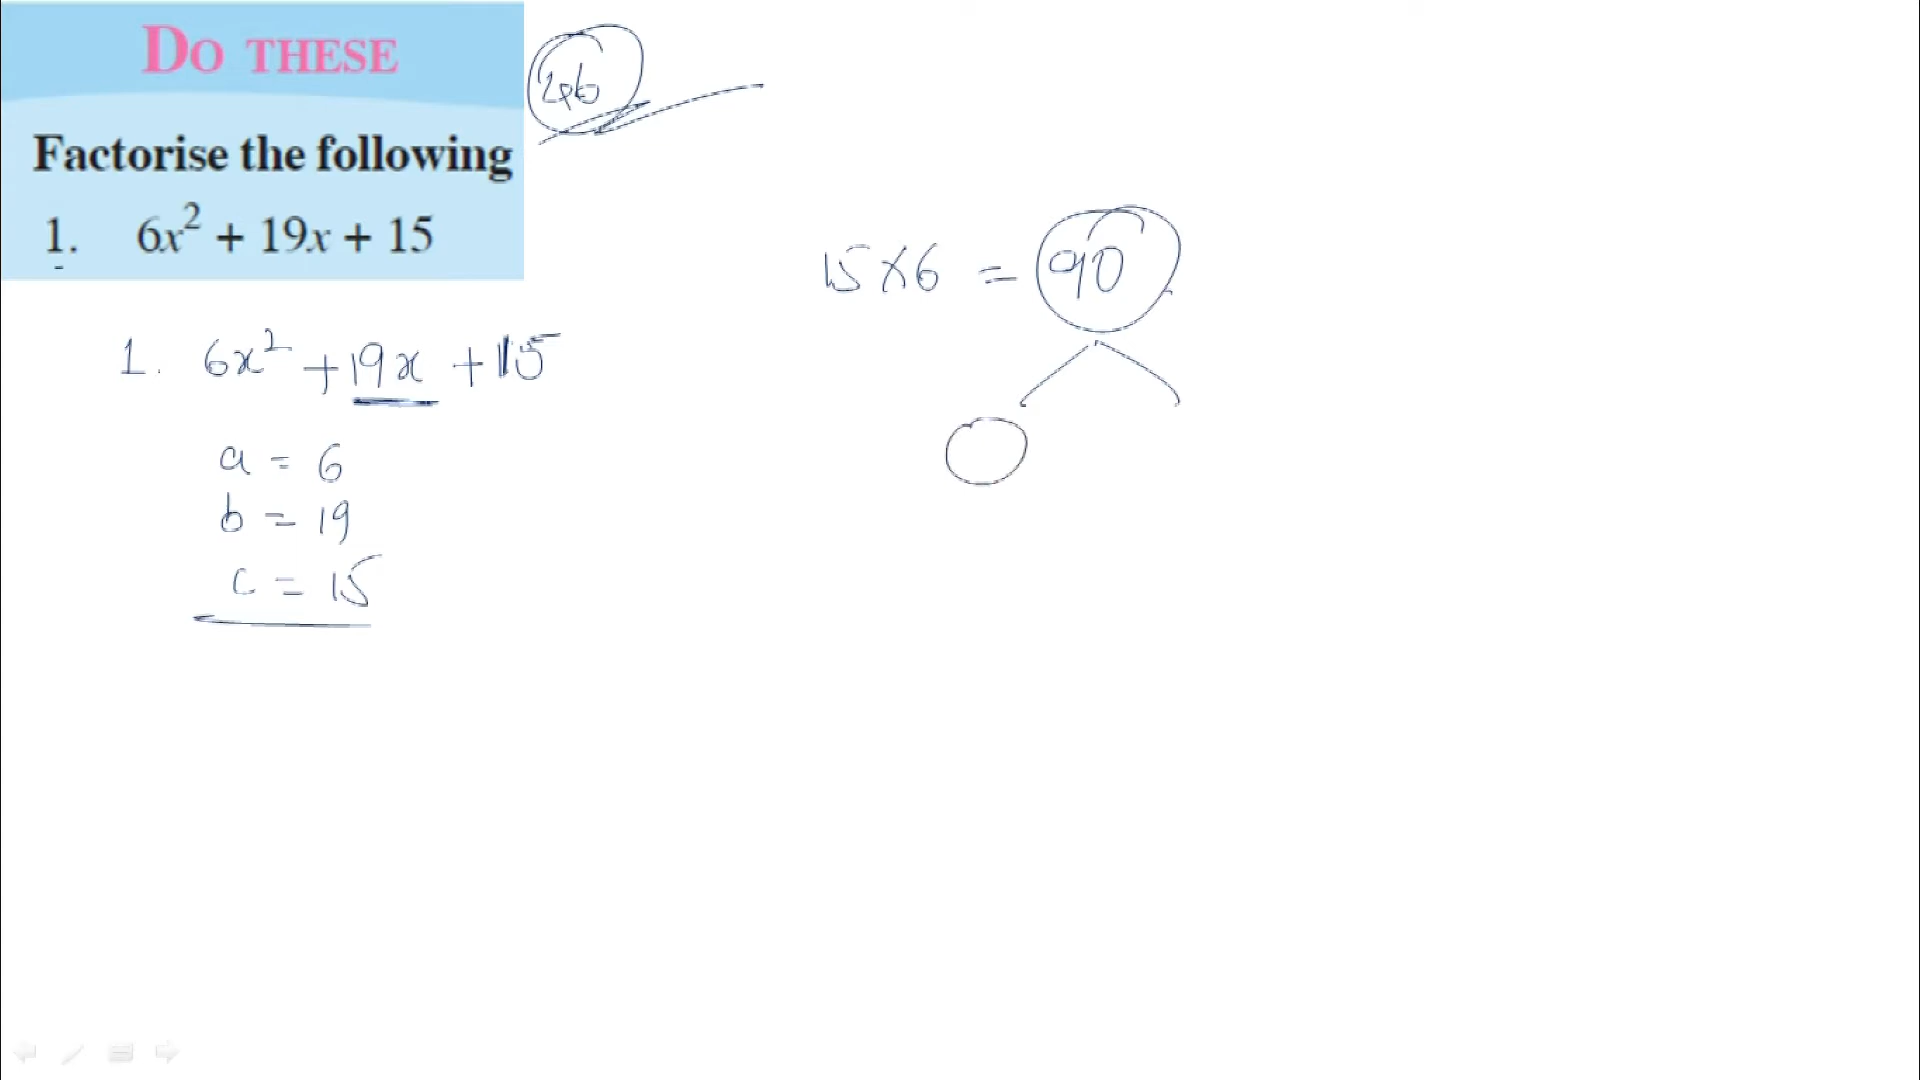 DO THESE
Factorise the following
1. 6x² + 19x + 15
15 × 6 = 90
1. 6x² + 19x + 15
a = 6
b = 19
c = 15